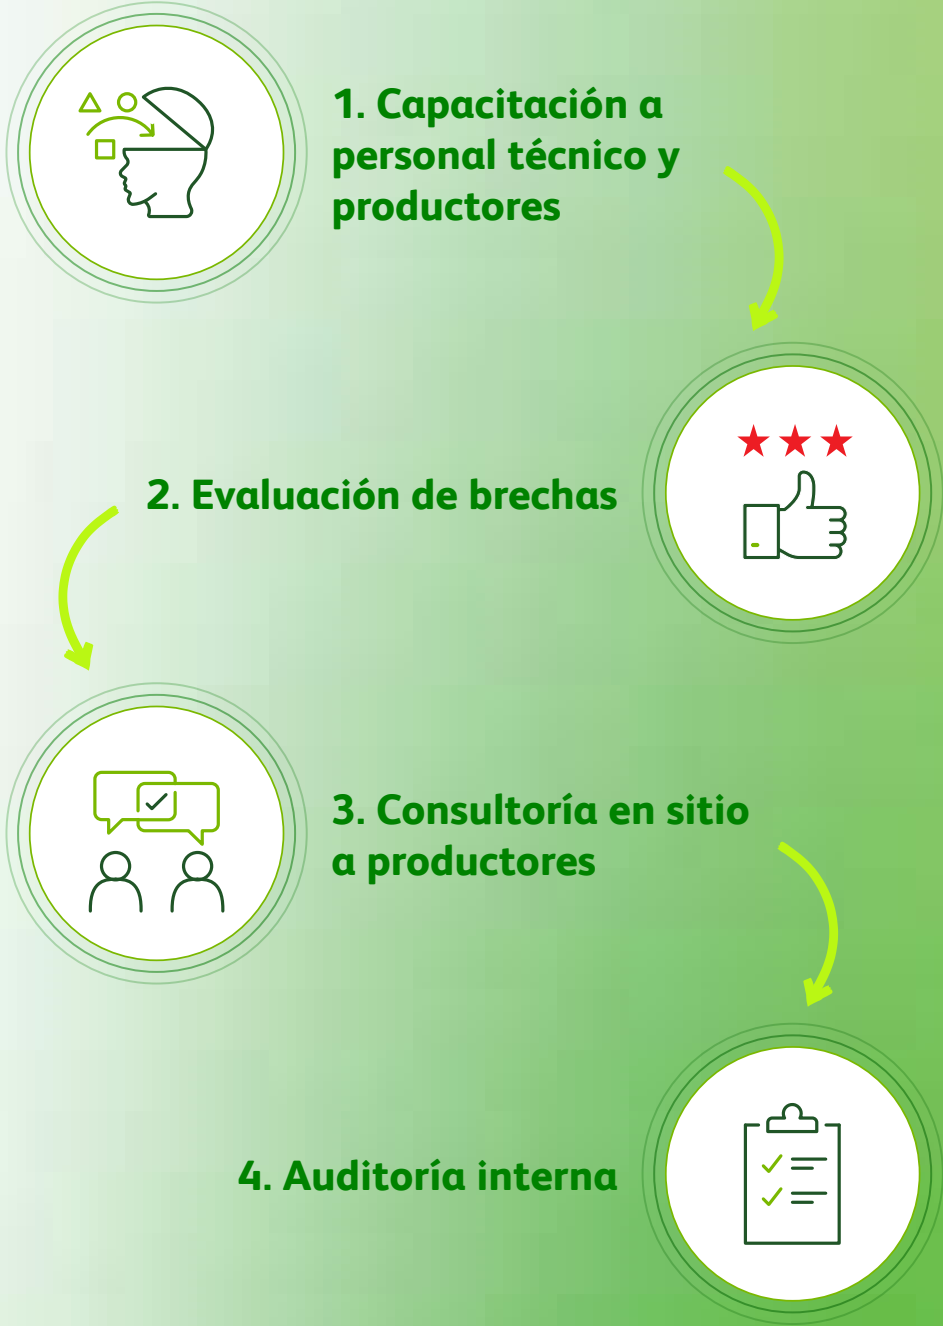 1. Capacitación a
personal técnico y
productores
2. Evaluación de brechas
3. Consultoría en sitio
a productores
4. Auditoría interna